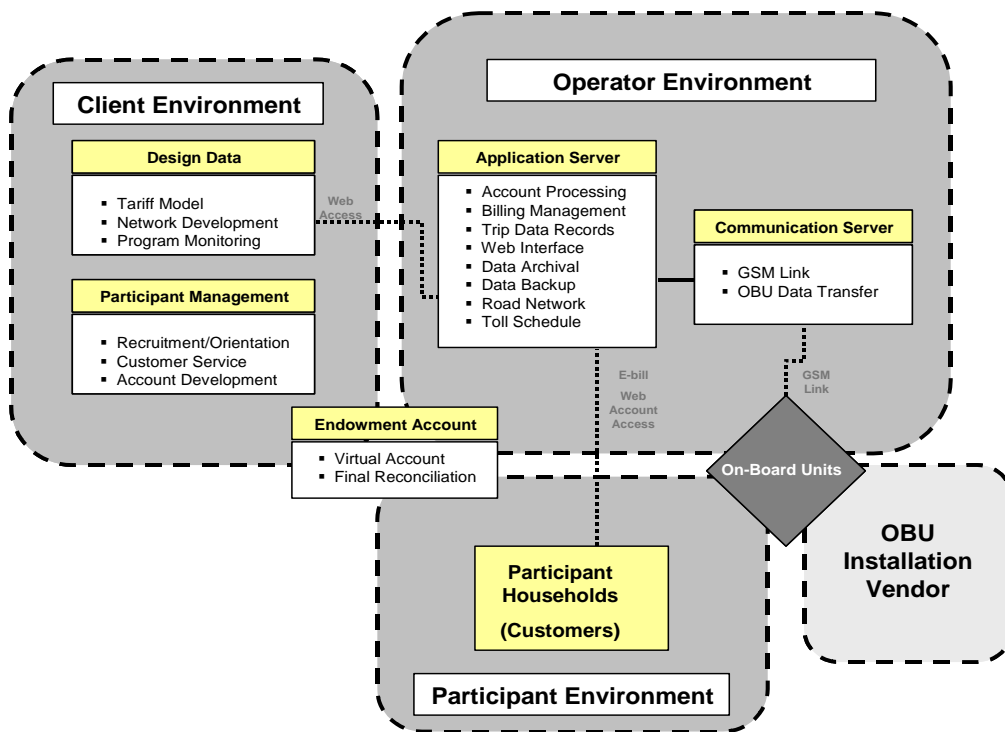 Operator Environment
Client Environment
Design Data
▪ Tariff Model
▪ Network Development
▪ Program Monitoring
Participant Management
▪ Recruitment/Orientation
▪ Customer Service
▪ Account Development
Web
Access
Application Server
▪ Account Processing
▪ Billing Management
▪ Trip Data Records
▪ Web Interface
▪ Data Archival
▪ Data Backup
▪ Road Network
▪ Toll Schedule
Communication Server
▪ GSM Link
▪ OBU Data Transfer
E-bill
Web
Account
Access
GSM
Link
Endowment Account
▪ Virtual Account
▪ Final Reconciliation
On-Board Units
OBU
Installation
Vendor
Participant
Households
(Customers)
Participant Environment